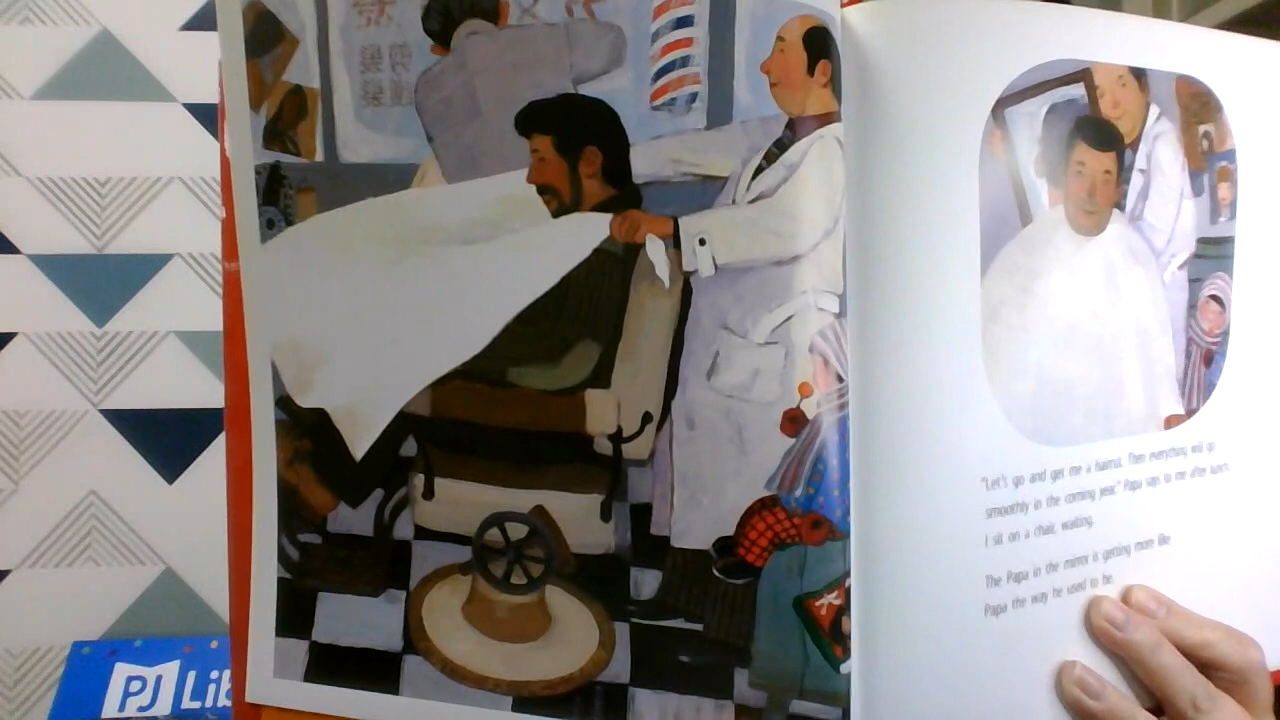 "Let's go and get me a haircut. Then everything will go
smoothly in the coming year." Papa says to me after lunch.
I sit on a chair, waiting.
The Papa in the mirror is getting more like
Papa the way he used to be.
PJ Lib